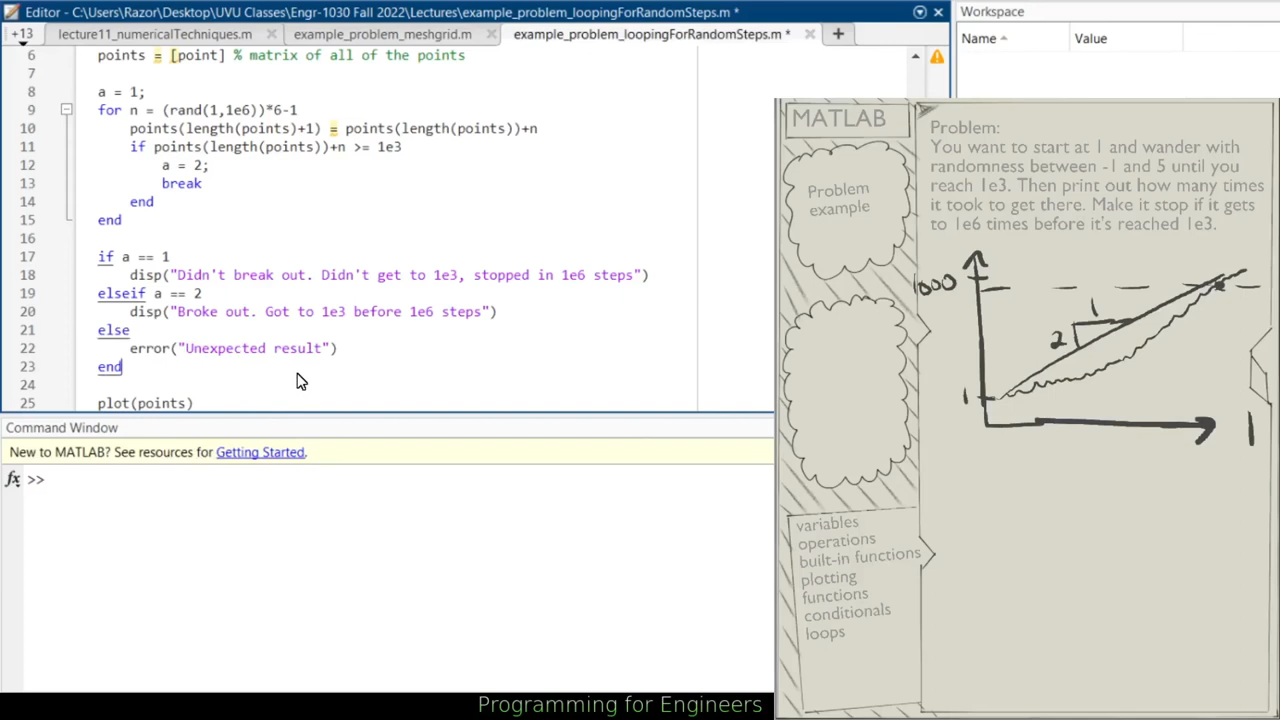 Editor - C:\Users\Razor\Desktop\UVU Classes\Engr-1030 Fall 2022\Lectures\example_problem_loopingForRandomSteps.m *
Workspace
+13
lecture11_numericalTechniques.m
example_problem_meshgrid.m
example_problem_loopingForRandomSteps.m *
Name
Value
6 points = [point] % matrix of all of the points
7
8 a = 1;
9 for n = (rand(1,1e6))*6-1
10 points(length(points)+1) = points(length(points))+n
11 if points(length(points))+n >= 1e3
12 a = 2;
13 break
14 end
15 end
16
17 if a == 1
18 disp("Didn't break out. Didn't get to 1e3, stopped in 1e6 steps")
19 elseif a == 2
20 disp("Broke out. Got to 1e3 before 1e6 steps")
21 else
22 error("Unexpected result")
23 end
24
25 plot(points)
Command Window
New to MATLAB? See resources for Getting Started.
fx >>
MATLAB
Problem
example
variables
operations
built-in functions
plotting
functions
conditionals
loops
Problem:
You want to start at 1 and wander with
randomness between -1 and 5 until you
reach 1e3. Then print out how many times
it took to get there. Make it stop if it gets
to 1e6 times before it's reached 1e3.
1000
1
2
1
1
Programming for Engineers